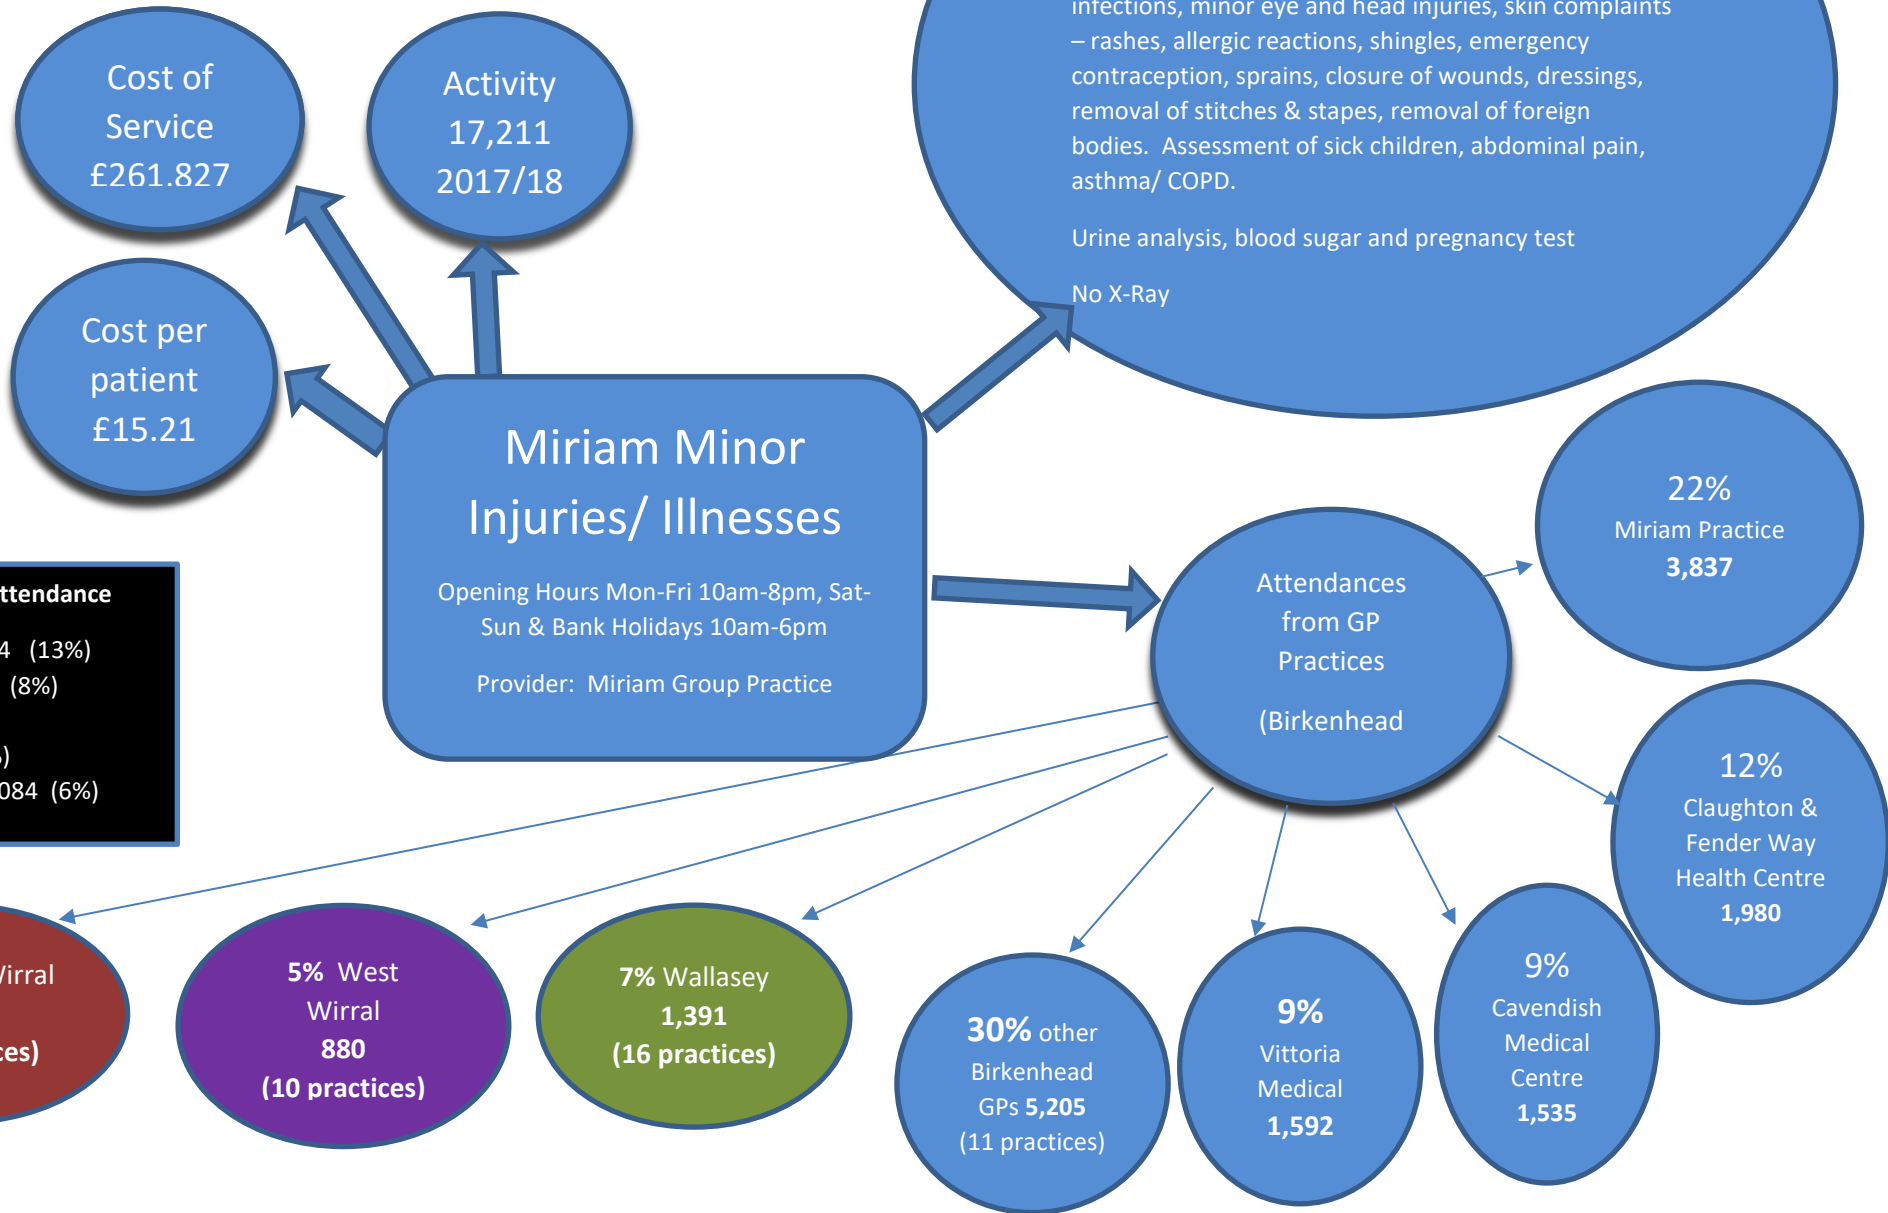 Cost of
Service
£261.827
Activity
17,211
2017/18
infections, minor eye and head injuries, skin complaints
– rashes, allergic reactions, shingles, emergency
contraception, sprains, closure of wounds, dressings,
removal of stitches & stapes, removal of foreign
bodies. Assessment of sick children, abdominal pain,
asthma/ COPD.
Urine analysis, blood sugar and pregnancy test
No X-Ray
Cost per
patient
£15.21
Miriam Minor
Injuries/ Illnesses
Opening Hours Mon-Fri 10am-8pm, Sat-
Sun & Bank Holidays 10am-6pm
Provider: Miriam Group Practice
22%
Miriam Practice
3,837
Attendances
from GP
Practices
(Birkenhead
ttendance
4 (13%)
(8%)
)
084 (6%)
12%
Claughton &
Fender Way
Health Centre
1,980
Wirral
ces)
5% West
Wirral
880
(10 practices)
7% Wallasey
1,391
(16 practices)
30% other
Birkenhead
GPs 5,205
(11 practices)
9%
Vittoria
Medical
1,592
9%
Cavendish
Medical
Centre
1,535